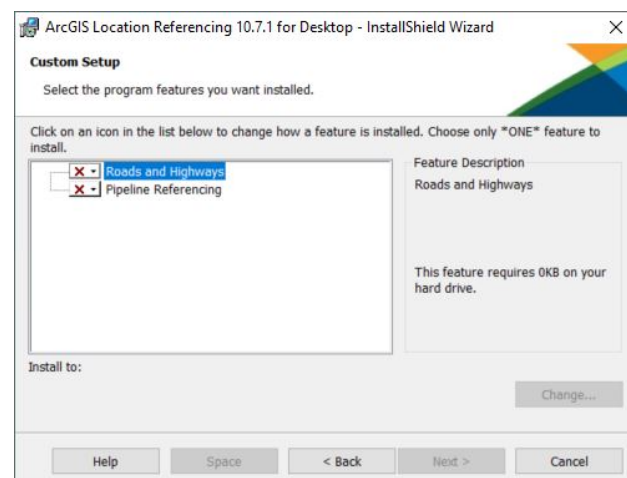 ArcGIS Location Referencing 10.7.1 for Desktop - InstallShield Wizard
Custom Setup
Select the program features you want installed.
Click on an icon in the list below to change how a feature is installed. Choose only *ONE* feature to
install.
Roads and Highways
Pipeline Referencing
Feature Description
Roads and Highways
This feature requires 0KB on your
hard drive.
Install to:
Change...
Help
Space
< Back
Next >
Cancel